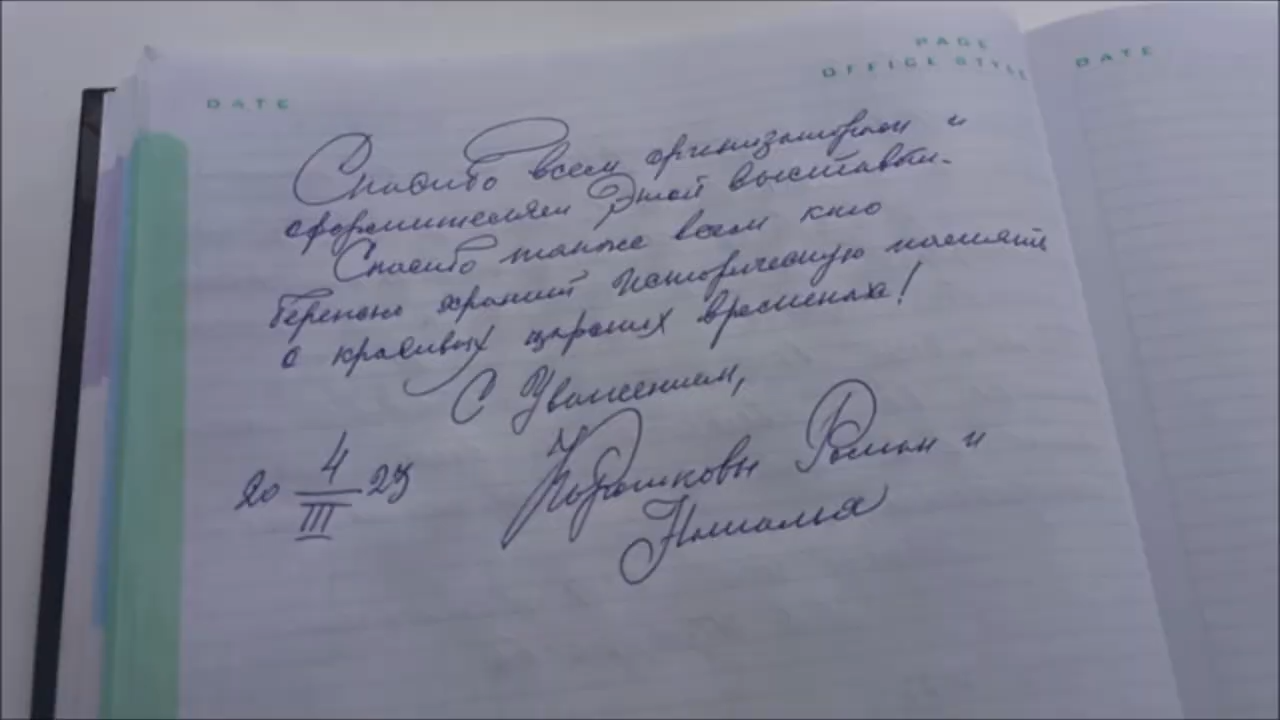 PAGE
OFFICE STYLE
DATE
DATE
Спасибо всем организаторам и
оформителям этой выставки.
Спасибо также всем кто
бережно хранит историческую память
о красивых царских временах!
С Уважением,
20 4/III 23
Роман и
Наталья